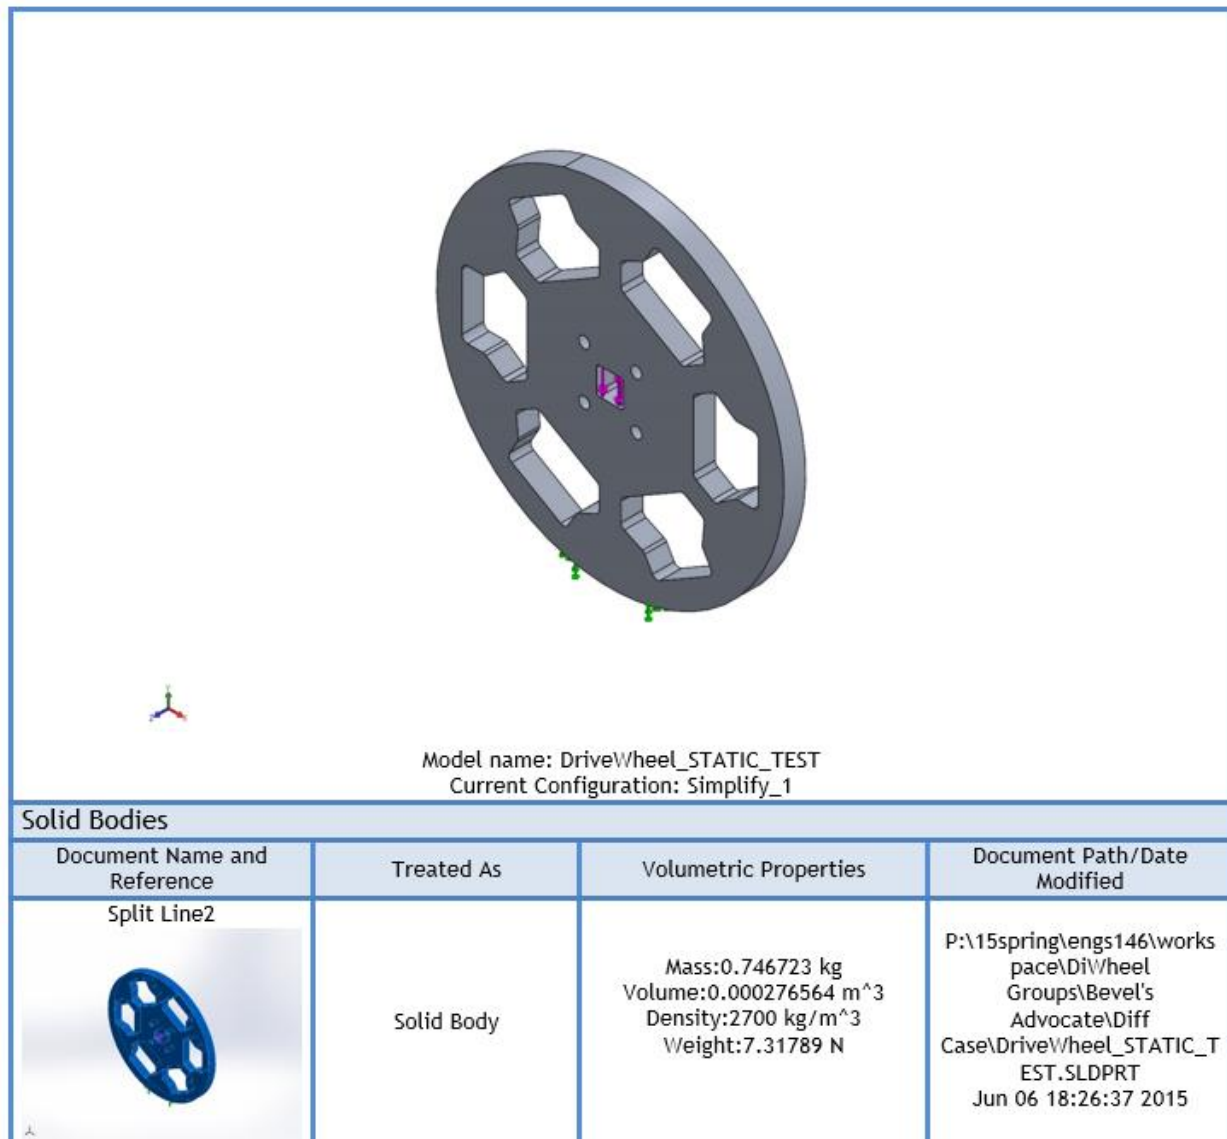 Model name: DriveWheel_STATIC_TEST
Current Configuration: Simplify_1
Solid Bodies
Document Name and
Reference
Treated As
Volumetric Properties
Document Path/Date
Modified
Split Line2
Solid Body
Mass:0.746723 kg
Volume:0.000276564 m^3
Density:2700 kg/m^3
Weight:7.31789 N
P:\15spring\engs146\works
pace\DiWheel
Groups\Bevel's
Advocate\Diff
Case\DriveWheel_STATIC_T
EST.SLDPRT
Jun 06 18:26:37 2015